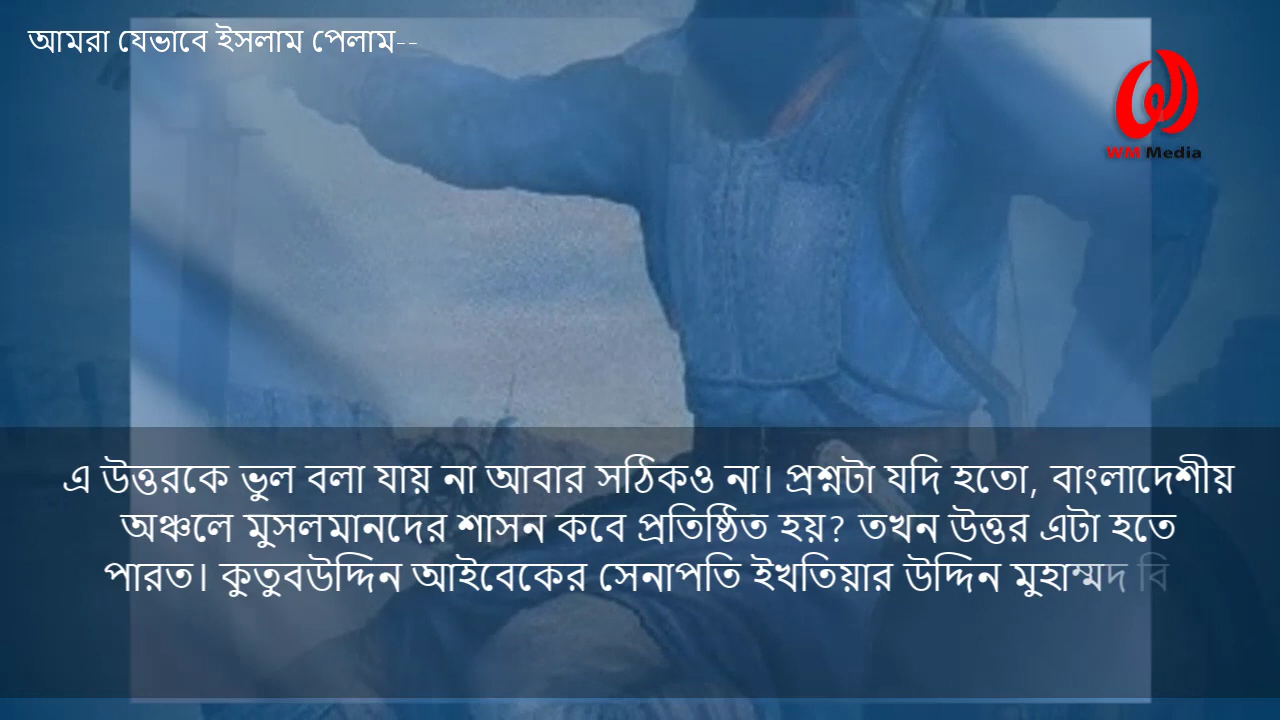 আমরা যেভাবে ইসলাম পেলাম--
WM Media
এ উত্তরকে ভুল বলা যায় না আবার সঠিকও না। প্রশ্নটা যদি হতো, বাংলাদেশীয়
অঞ্চলে মুসলমানদের শাসন কবে প্রতিষ্ঠিত হয়? তখন উত্তর এটা হতে
পারত। কুতুবউদ্দিন আইবেকের সেনাপতি ইখতিয়ার উদ্দিন মুহাম্মদ বি